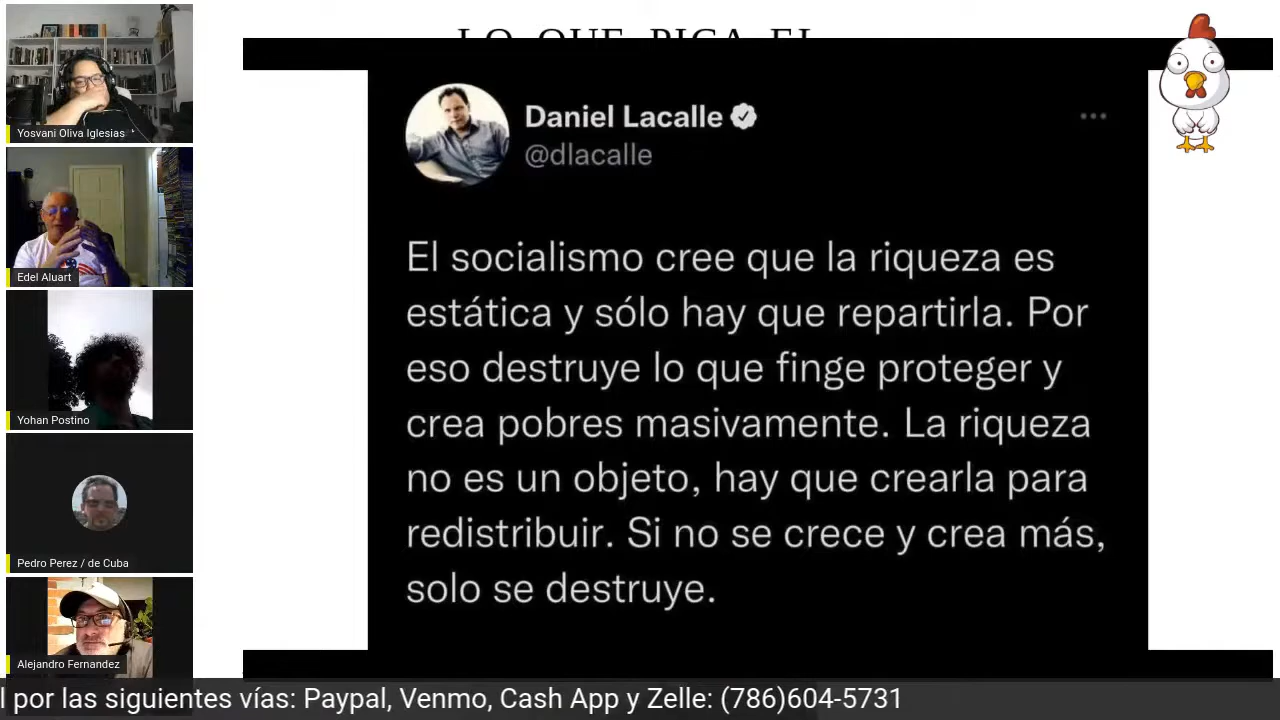 LO QUE PICA EL
Yosvani Oliva Iglesias
Edel Aluart
Yohan Postino
Pedro Perez / de Cuba
Alejandro Fernandez
Daniel Lacalle
@dlacalle
El socialismo cree que la riqueza es
estática y sólo hay que repartirla. Por
eso destruye lo que finge proteger y
crea pobres masivamente. La riqueza
no es un objeto, hay que crearla para
redistribuir. Si no se crece y crea más,
solo se destruye.
l por las siguientes vías: Paypal, Venmo, Cash App y Zelle: (786)604-5731